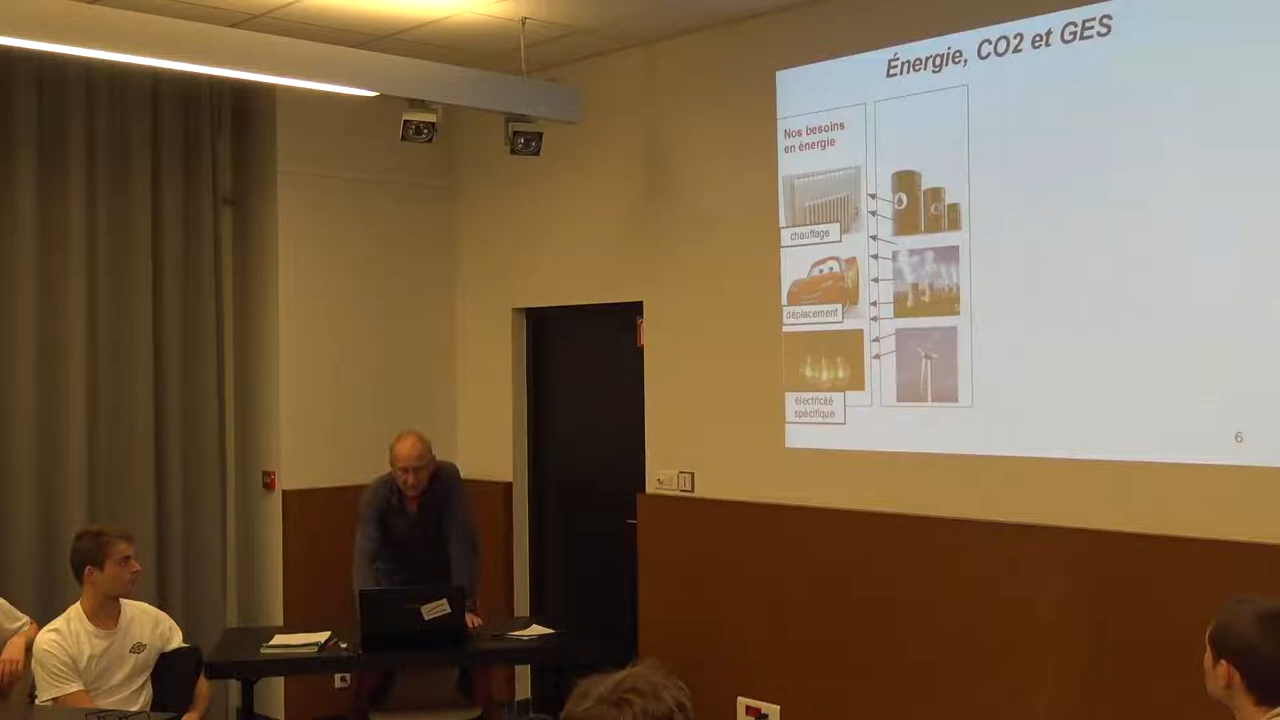 Énergie, CO2 et GES
Nos besoins
en énergie
chauffage
déplacement
électricité
spécifique
6